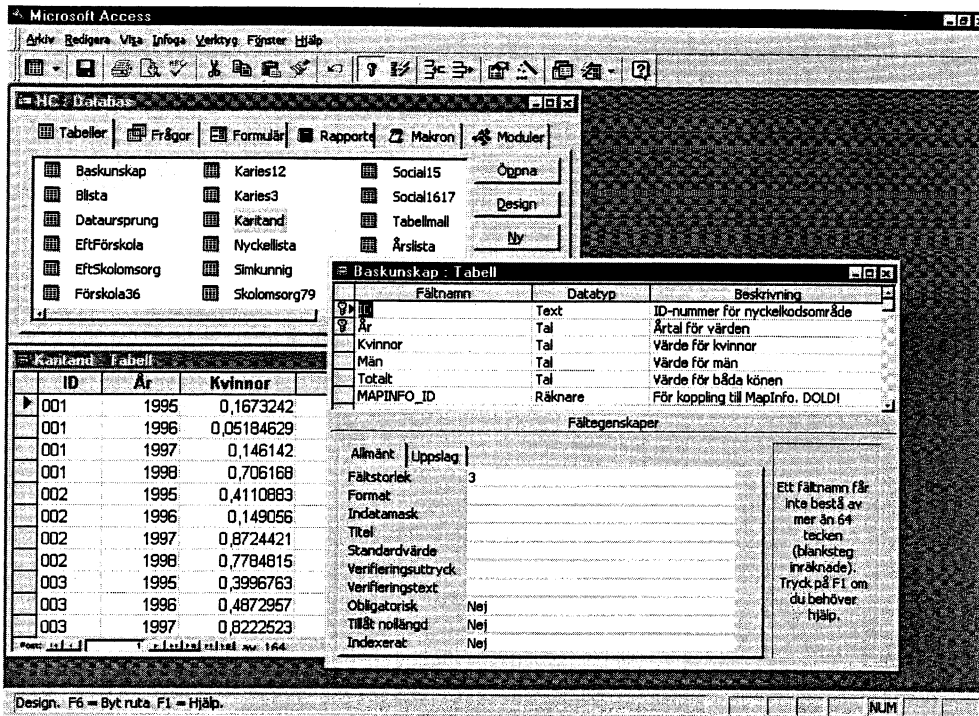 Microsoft Access
Arkiv Redigera Visa Infoga Verktyg Fönster Hjälp
HC : Databas
Tabeller Frågor Formulär Rapporte Makron Moduler
Baskunskap Karies12 Social15 Öppna
Blista Karies3 Social1617 Design
Dataursprung Karitand Tabellmall Ny
EftFörskola Nyckellista Årslista
EftSkolomsorg Simkunnig
Förskola36 Skolomsorg79
Baskunskap : Tabell
Fältnamn Datatyp Beskrivning
ID Text ID-nummer för nyckelkodsområde
År Tal Årtal för värden
Kvinnor Tal Värde för kvinnor
Män Tal Värde för män
Totalt Tal Värde för båda könen
MAPINFO_ID Räknare För koppling till MapInfo. DOLD!
Fältegenskaper
Allmänt Uppslag
Fältstorlek 3
Format
Indatamask
Titel
Standardvärde
Verifieringsuttryck
Verifieringstext
Obligatorisk Nej
Tillåt nollängd Nej
Indexerat Nej
Ett fältnamn får
inte bestå av
mer än 64
tecken
(blanksteg
inräknade).
Tryck på F1 om
du behöver
hjälp.
Karitand : Tabell
ID År Kvinnor
001 1995 0,1673242
001 1996 0,05184629
001 1997 0,146142
001 1998 0,706168
002 1995 0,4110883
002 1996 0,149056
002 1997 0,8724421
002 1998 0,7784815
003 1995 0,3996763
003 1996 0,4872957
003 1997 0,8222523
Post: 1 av 164
Design. F6 = Byt ruta F1 = Hjälp.
NUM